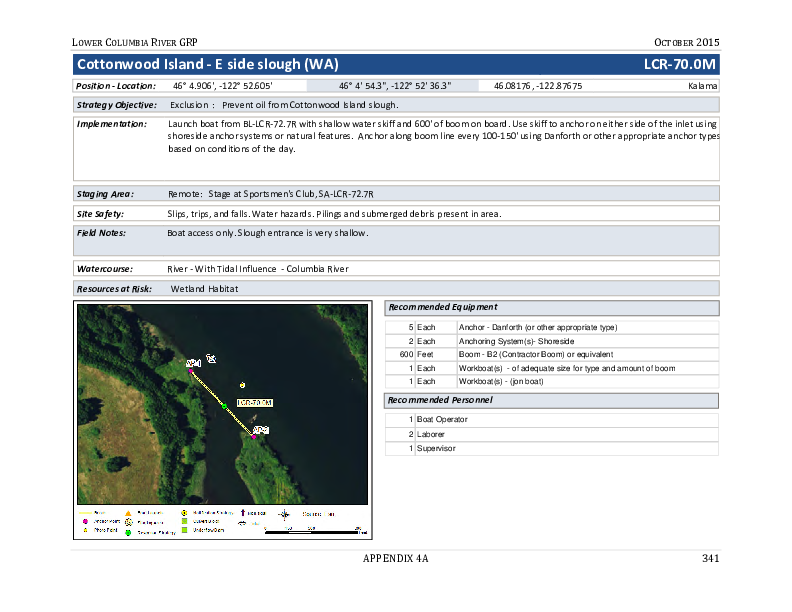 LOWER COLUMBIA RIVER GRP OCTOBER 2015
Cottonwood Island - E side slough (WA) LCR-70.0M
Position - Location: 46° 4' 4.906', -122° 52.605' 46° 4' 54.3", -122° 52' 36.3" 46.08176 , -122.87675 Kalama
Strategy Objective: Exclusion : Prevent oil from Cottonwood Island slough.
Implementation: Launch boat from BL-LCR-72.7R with shallow water skiff and 600' of boom on board. Use skiff to anchor on either side of the inlet using
shoreside anchor systems or natural features. Anchor along boom line every 100-150' using Danforth or other appropriate anchor types
based on conditions of the day.
Staging Area: Remote: Stage at Sportsmen's Club, SA-LCR-72.7R
Site Safety: Slips, trips, and falls. Water hazards. Pilings and submerged debris present in area.
Field Notes: Boat access only. Slough entrance is very shallow.
Watercourse: River - With Tidal Influence - Columbia River
Resources at Risk: Wetland Habitat
Recommended Equipment
5 Each Anchor - Danforth (or other appropriate type)
2 Each Anchoring System(s)- Shoreside
600 Feet Boom - B2 (Contractor Boom) or equivalent
1 Each Workboat(s) - of adequate size for type and amount of boom
1 Each Workboat(s) - (jon boat)
Recommended Personnel
1 Boat Operator
2 Laborer
1 Supervisor
LCR-70.0M
Anchor Point
Photo Point
APPENDIX 4A 341